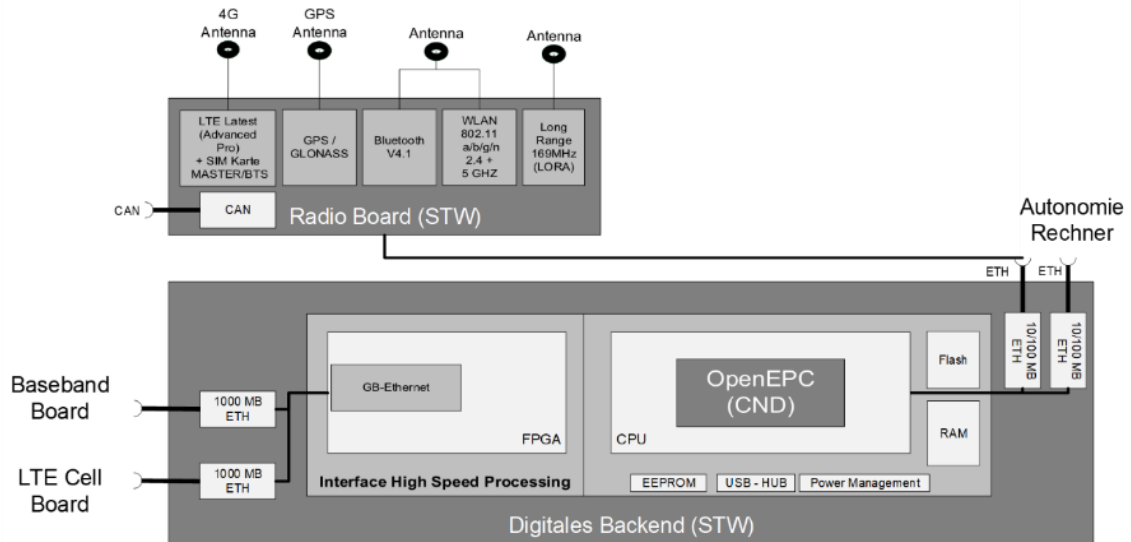 4G
Antenna
GPS
Antenna
Antenna
Antenna
LTE Latest
(Advanced
Pro)
+ SIM Karte
MASTER/BTS
GPS /
GLONASS
Bluetooth
V4.1
WLAN
802.11
a/b/g/n
2.4 +
5 GHZ
Long
Range
169MHz
(LORA)
CAN
CAN
Radio Board (STW)
Autonomie
Rechner
ETH
ETH
10/100 MB
ETH
10/100 MB
ETH
Baseband
Board
1000 MB
ETH
LTE Cell
Board
1000 MB
ETH
GB-Ethernet
FPGA
Interface High Speed Processing
OpenEPC
(CND)
CPU
Flash
RAM
EEPROM
USB - HUB
Power Management
Digitales Backend (STW)